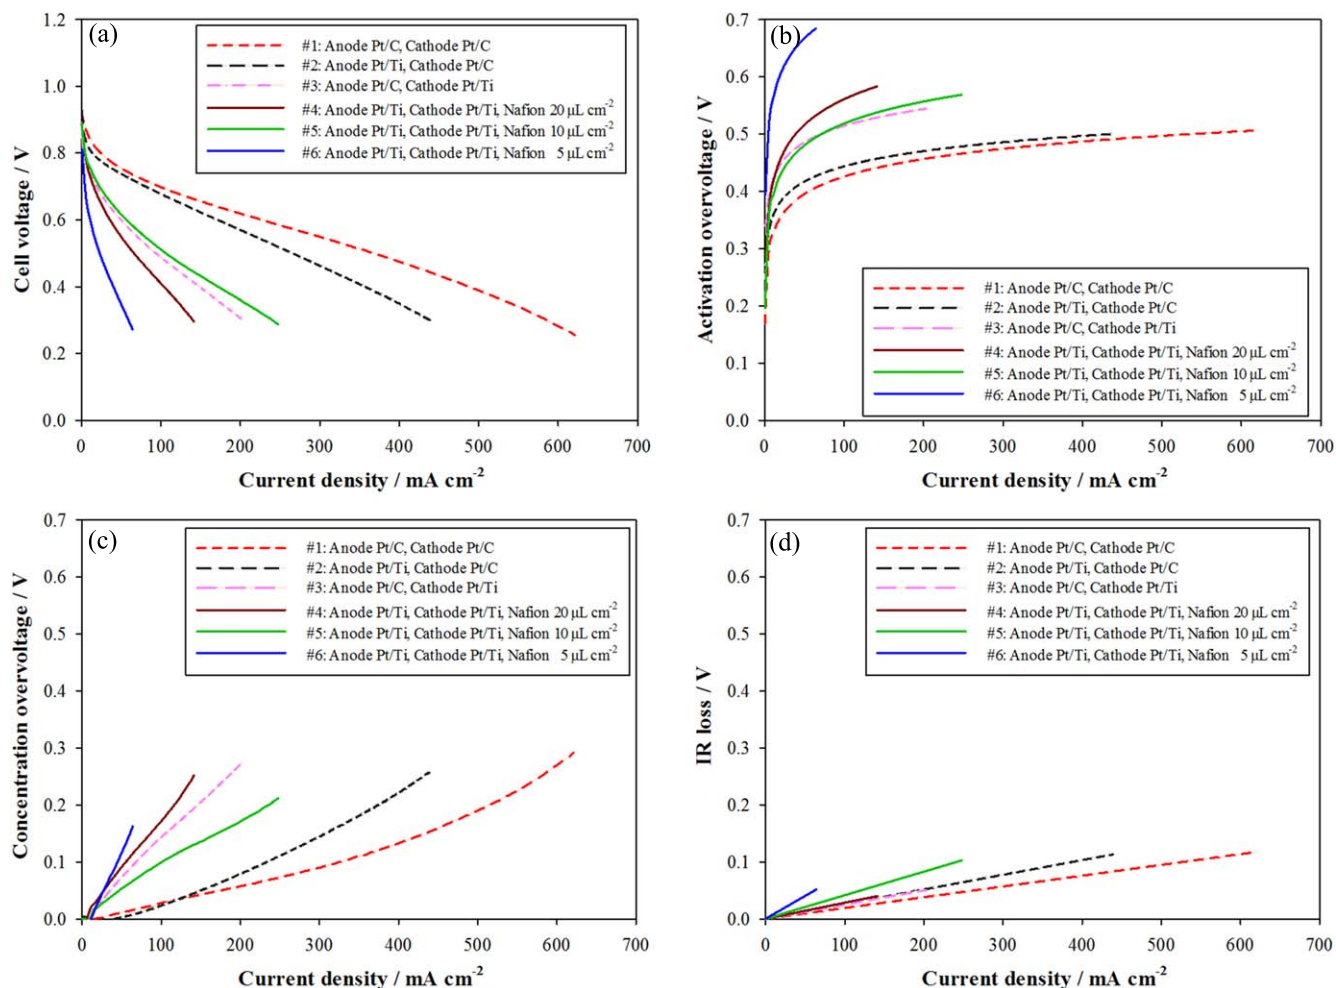 (a)
1.2
1.0
0.8
0.6
0.4
0.2
0.0
Cell voltage / V
#1: Anode Pt/C, Cathode Pt/C
#2: Anode Pt/Ti, Cathode Pt/C
#3: Anode Pt/C, Cathode Pt/Ti
#4: Anode Pt/Ti, Cathode Pt/Ti, Nafion 20 µL cm⁻²
#5: Anode Pt/Ti, Cathode Pt/Ti, Nafion 10 µL cm⁻²
#6: Anode Pt/Ti, Cathode Pt/Ti, Nafion 5 µL cm⁻²
0 100 200 300 400 500 600 700
Current density / mA cm⁻²
(b)
0.7
0.6
0.5
0.4
0.3
0.2
0.1
0.0
Activation overvoltage / V
#1: Anode Pt/C, Cathode Pt/C
#2: Anode Pt/Ti, Cathode Pt/C
#3: Anode Pt/C, Cathode Pt/Ti
#4: Anode Pt/Ti, Cathode Pt/Ti, Nafion 20 µL cm⁻²
#5: Anode Pt/Ti, Cathode Pt/Ti, Nafion 10 µL cm⁻²
#6: Anode Pt/Ti, Cathode Pt/Ti, Nafion 5 µL cm⁻²
0 100 200 300 400 500 600 700
Current density / mA cm⁻²
(c)
0.7
0.6
0.5
0.4
0.3
0.2
0.1
0.0
Concentration overvoltage / V
#1: Anode Pt/C, Cathode Pt/C
#2: Anode Pt/Ti, Cathode Pt/C
#3: Anode Pt/C, Cathode Pt/Ti
#4: Anode Pt/Ti, Cathode Pt/Ti, Nafion 20 µL cm⁻²
#5: Anode Pt/Ti, Cathode Pt/Ti, Nafion 10 µL cm⁻²
#6: Anode Pt/Ti, Cathode Pt/Ti, Nafion 5 µL cm⁻²
0 100 200 300 400 500 600 700
Current density / mA cm⁻²
(d)
0.7
0.6
0.5
0.4
0.3
0.2
0.1
0.0
IR loss / V
#1: Anode Pt/C, Cathode Pt/C
#2: Anode Pt/Ti, Cathode Pt/C
#3: Anode Pt/C, Cathode Pt/Ti
#4: Anode Pt/Ti, Cathode Pt/Ti, Nafion 20 µL cm⁻²
#5: Anode Pt/Ti, Cathode Pt/Ti, Nafion 10 µL cm⁻²
#6: Anode Pt/Ti, Cathode Pt/Ti, Nafion 5 µL cm⁻²
0 100 200 300 400 500 600 700
Current density / mA cm⁻²